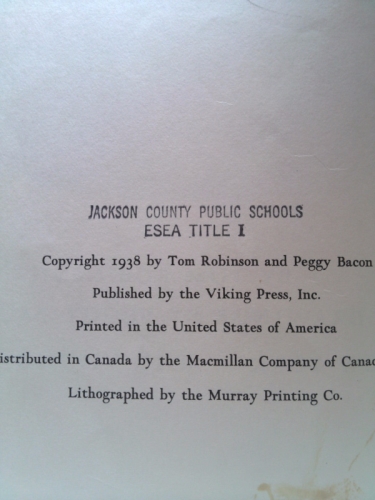 JACKSON COUNTY PUBLIC SCHOOLS
ESEA TITLE I
Copyright 1938 by Tom Robinson and Peggy Bacon
Published by the Viking Press, Inc.
Printed in the United States of America
istributed in Canada by the Macmillan Company of Canad
Lithographed by the Murray Printing Co.